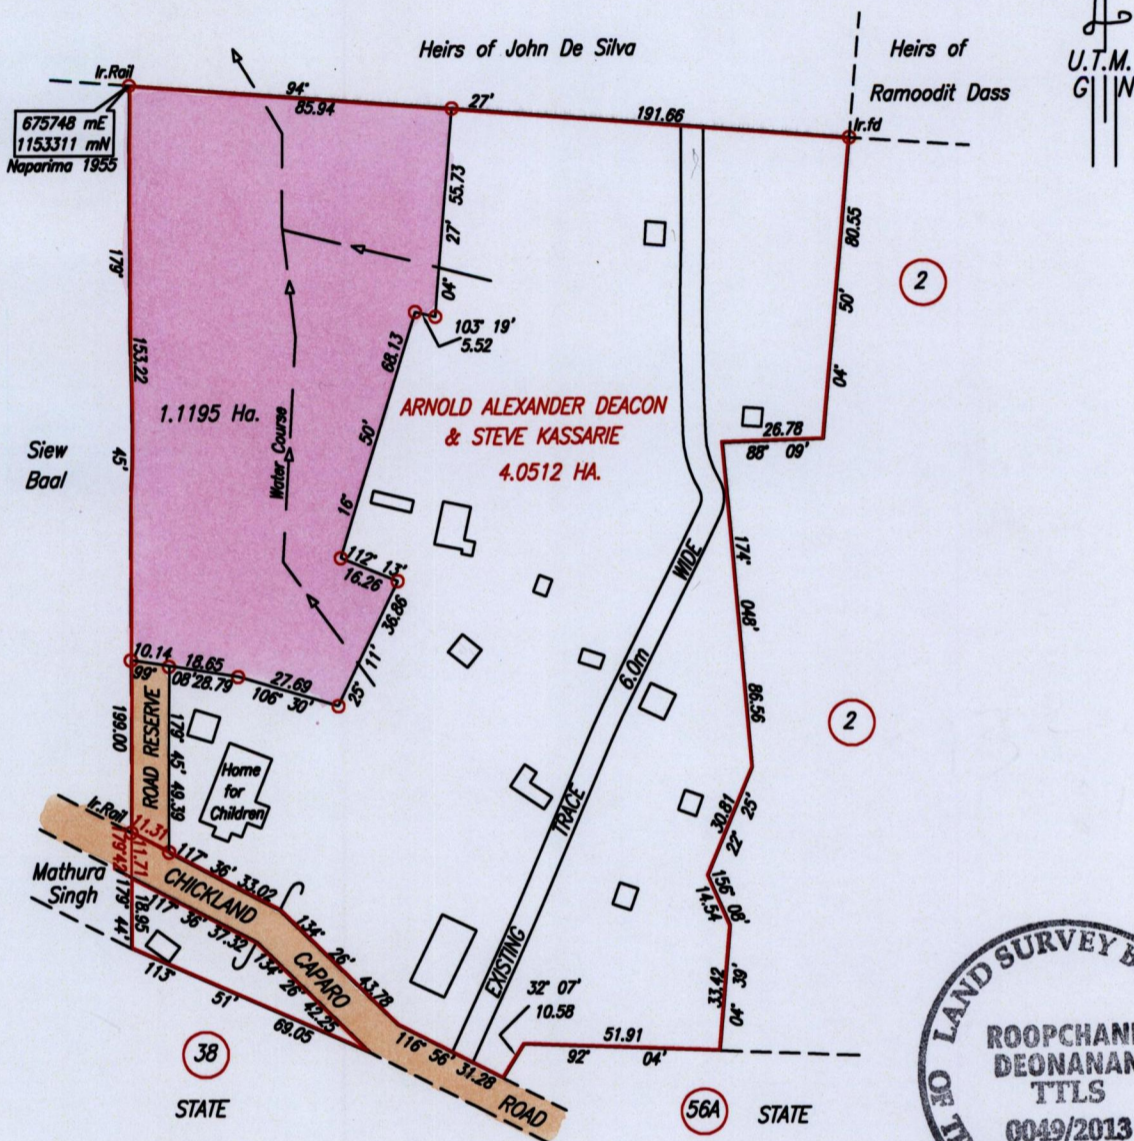 Heirs of John De Silva
Heirs of
Ramoodit Dass
U.T.M.
G N
Ir.Rail
675748 mE
1153311 mN
Naparima 1955
94° 27'
85.94
191.66
Ir.fd
55.73
04° 27'
80.55
04° 50'
2
103° 19'
5.52
179° 45'
153.22
68.13
16° 50'
1.1195 Ha.
Water Course
ARNOLD ALEXANDER DEACON
& STEVE KASSARIE
4.0512 HA.
Siew
Baal
26.78
88° 09'
112° 13'
16.26
36.86
25° 11'
174° 048'
86.56
EXISTING TRACE 6.0m WIDE
10.14
18.65
27.69
99° 08' 28.79
106° 30'
199.00
ROAD RESERVE
179° 45' 49.39
Home
for
Children
2
30.81
22° 25'
156° 08'
14.54
33.42
04° 39'
Ir.Rail
11.31
11.71
179° 42'
Mathura
Singh
117° 36' 33.02
CHICKLAND CAPARO ROAD
117° 36' 37.32
134° 26' 43.78
134° 26' 42.25
179° 44'
18.95
113° 51'
69.05
116° 56' 31.28
32° 07'
10.58
51.91
92° 04'
38
STATE
56A
STATE
LAND SURVEY B
ROOPCHAN
DEONANAN
TTLS
0049/2013